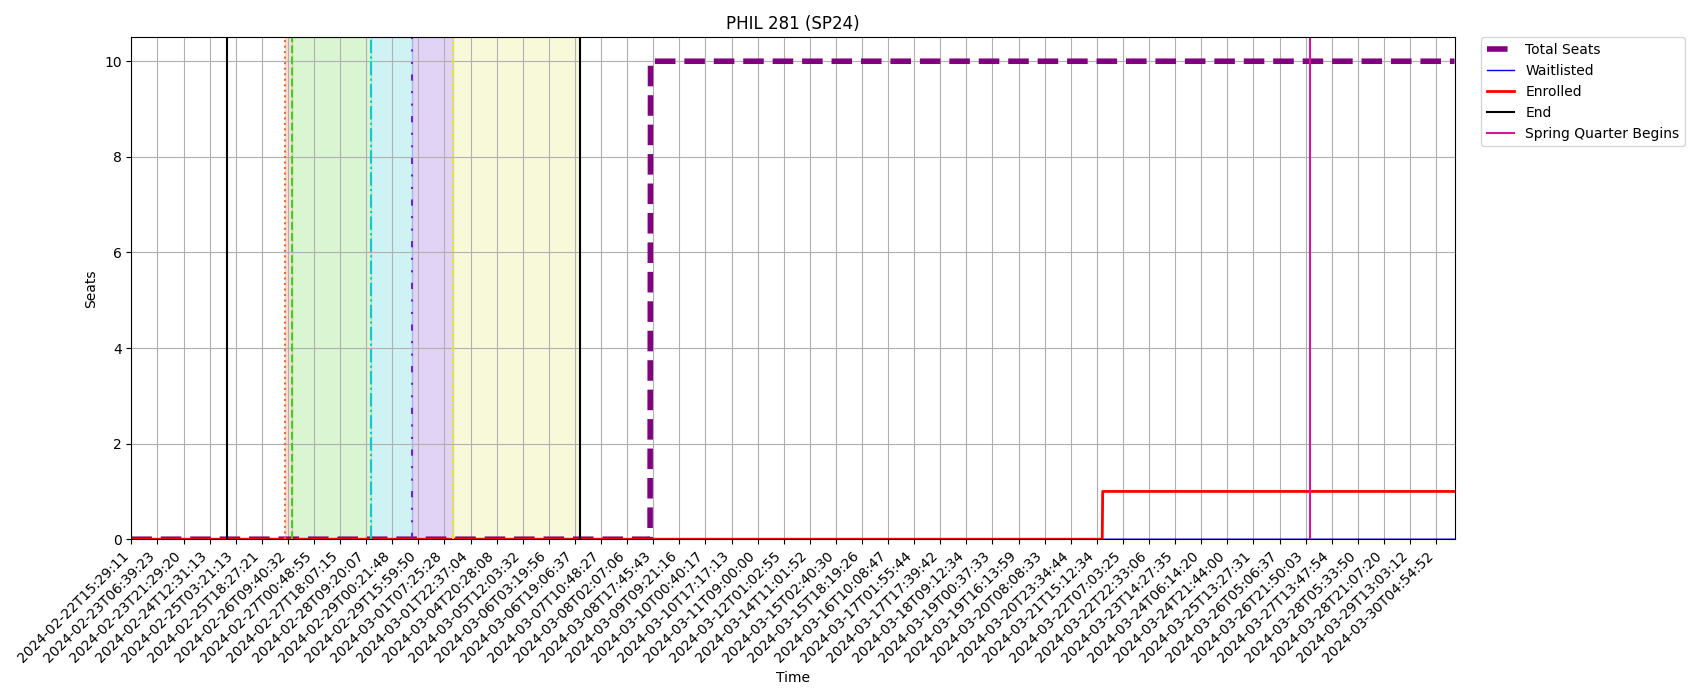 PHIL 281 (SP24)
Total Seats
Waitlisted
Enrolled
End
Spring Quarter Begins
10
8
6
4
2
0
Seats
2024-02-22T15:29:11
2024-02-23T06:39:23
2024-02-23T21:29:20
2024-02-24T12:31:13
2024-02-25T03:21:13
2024-02-25T18:27:21
2024-02-26T09:40:32
2024-02-27T00:48:55
2024-02-27T18:07:15
2024-02-28T09:20:07
2024-02-29T00:21:48
2024-02-29T15:59:50
2024-03-01T07:25:28
2024-03-01T22:37:04
2024-03-04T20:28:08
2024-03-05T12:03:32
2024-03-06T03:19:56
2024-03-06T19:06:37
2024-03-07T10:48:27
2024-03-08T02:07:06
2024-03-08T17:45:43
2024-03-09T09:21:16
2024-03-10T00:40:17
2024-03-10T17:17:13
2024-03-11T09:00:00
2024-03-12T01:02:55
2024-03-14T11:01:52
2024-03-15T02:40:30
2024-03-15T18:19:26
2024-03-16T10:08:47
2024-03-17T01:55:44
2024-03-17T17:39:42
2024-03-18T09:12:34
2024-03-19T00:37:33
2024-03-19T16:13:59
2024-03-20T08:08:33
2024-03-20T23:34:44
2024-03-21T15:12:34
2024-03-22T07:03:25
2024-03-22T22:33:06
2024-03-23T14:27:35
2024-03-24T06:14:20
2024-03-24T21:44:00
2024-03-25T13:27:31
2024-03-26T05:06:37
2024-03-26T21:50:03
2024-03-27T13:47:54
2024-03-28T05:33:50
2024-03-28T21:07:20
2024-03-29T13:03:12
2024-03-30T04:54:52
Time